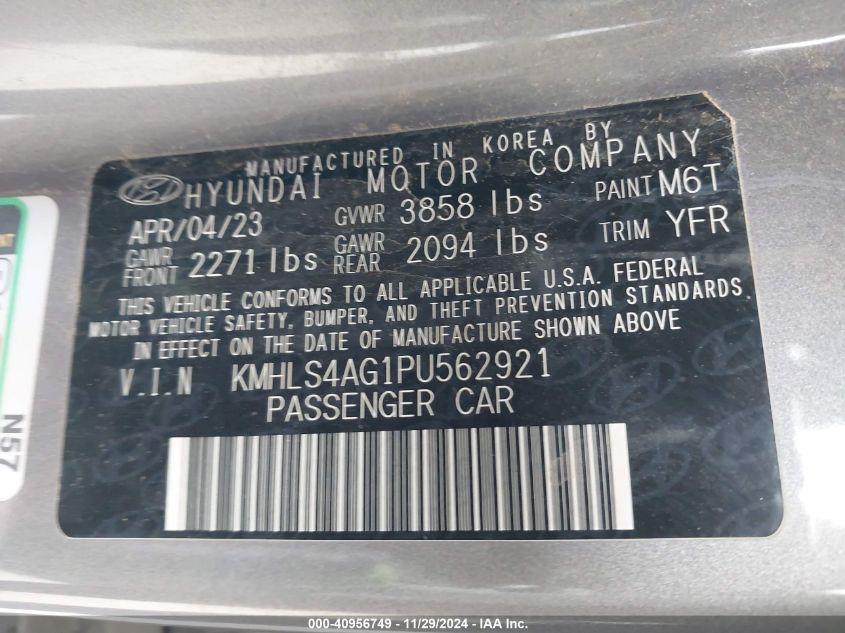 MANUFACTURED IN KOREA BY
HYUNDAI MOTOR COMPANY
APR/04/23 GVWR 3858 lbs PAINT M6T
GAWR FRONT 2271 lbs GAWR REAR 2094 lbs TRIM YFR
THIS VEHICLE CONFORMS TO ALL APPLICABLE U.S.A. FEDERAL
MOTOR VEHICLE SAFETY, BUMPER, AND THEFT PREVENTION STANDARDS
IN EFFECT ON THE DATE OF MANUFACTURE SHOWN ABOVE
V.I.N KMHLS4AG1PU562921
PASSENGER CAR
N57
000-40956749 - 11/29/2024 - IAA Inc.